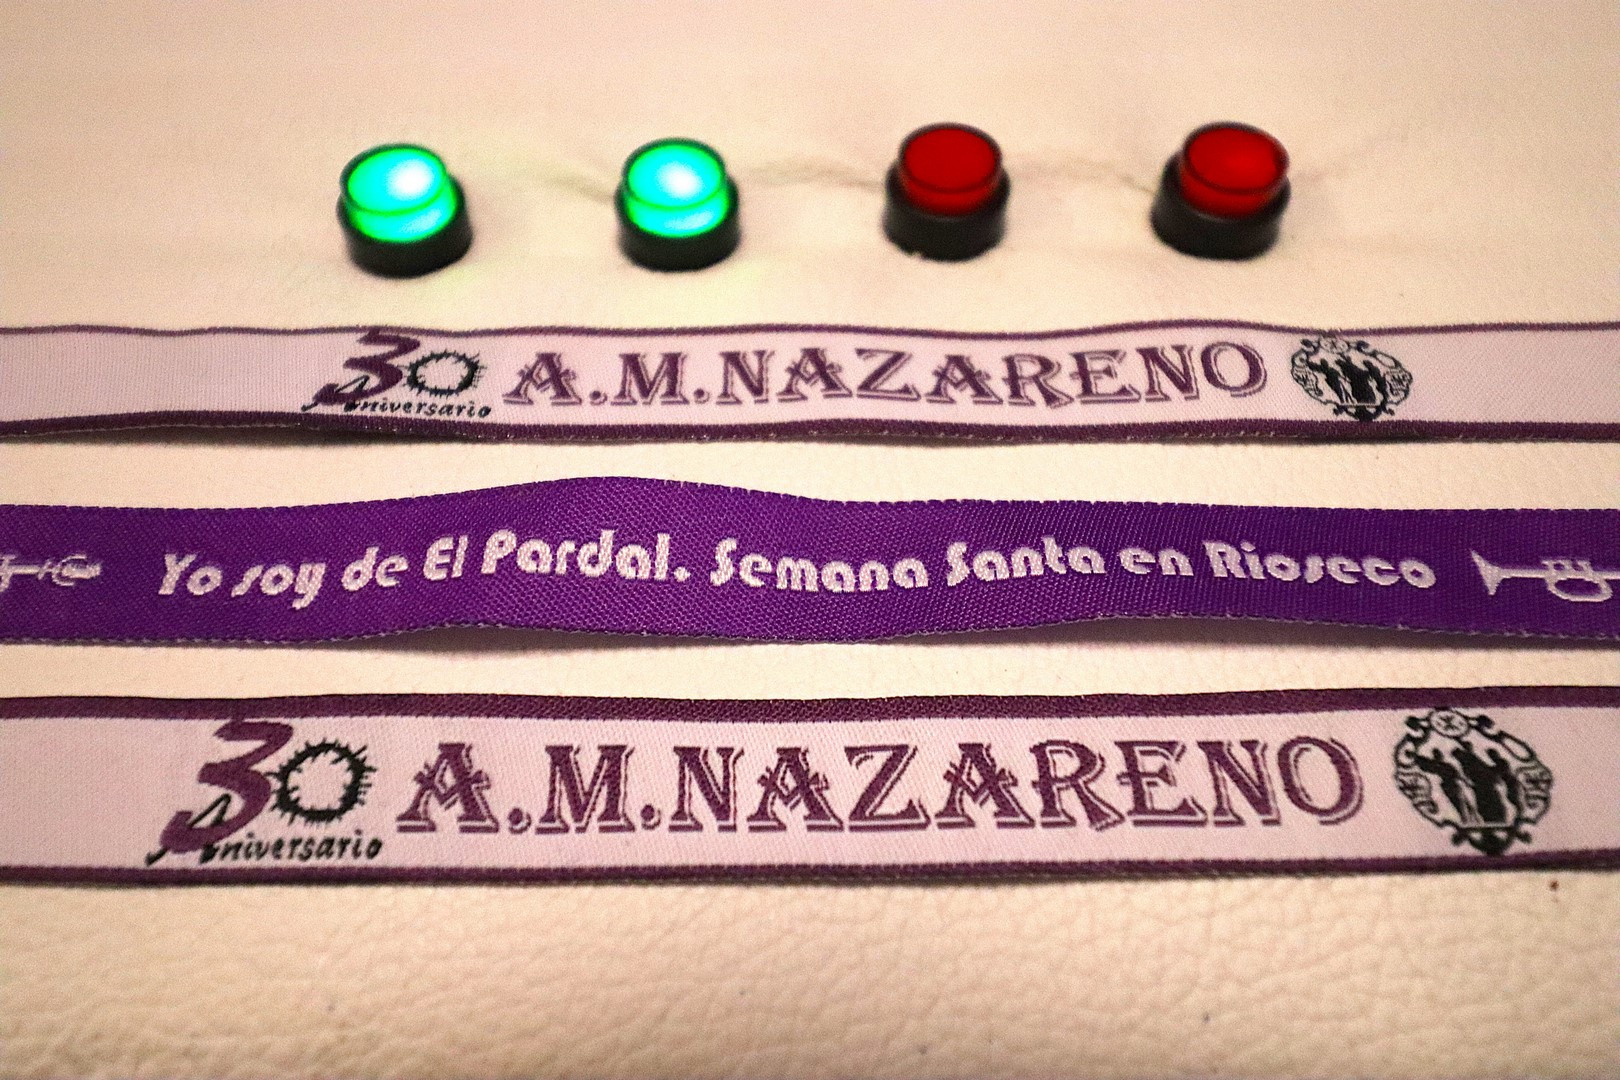 30 Aniversario A.M.NAZARENO
Yo soy de El Pardal. Semana Santa en Rioseco
30 Aniversario A.M.NAZARENO